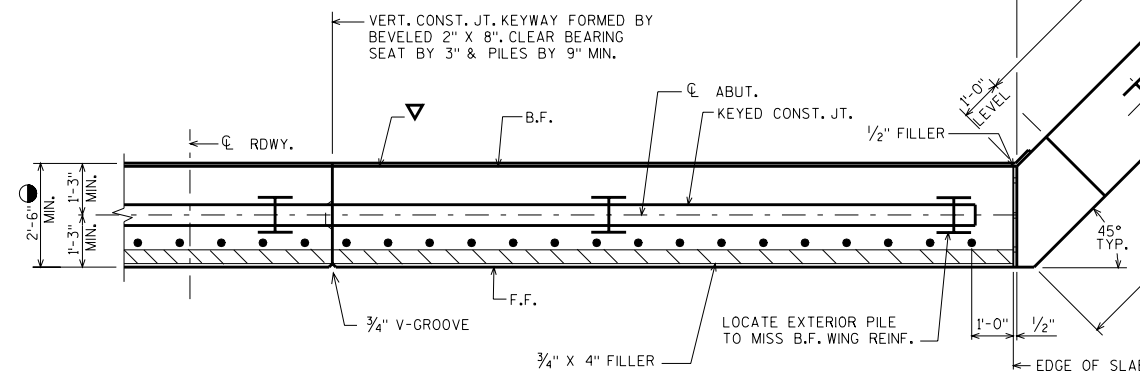 VERT. CONST. JT. KEYWAY FORMED BY
BEVELED 2" X 8". CLEAR BEARING
SEAT BY 3" & PILES BY 9" MIN.
℄ ABUT.
KEYED CONST. JT.
1'-0"
LEVEL
½" FILLER
℄ RDWY.
B.F.
2'-6"
MIN.
1'-3"
MIN.
1'-3"
MIN.
45°
TYP.
F.F.
¾" V-GROOVE
LOCATE EXTERIOR PILE
TO MISS B.F. WING REINF.
1'-0"
½"
¾" X 4" FILLER
EDGE OF SLAB